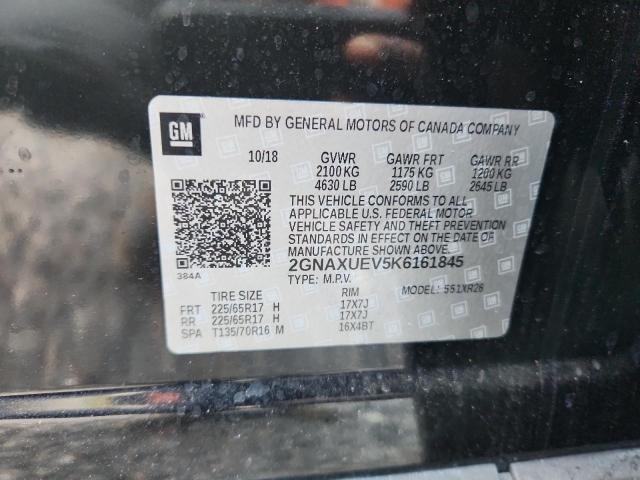 GM
MFD BY GENERAL MOTORS OF CANADA COMPANY
10/18 GVWR GAWR FRT GAWR RR
2100 KG 1175 KG 1200 KG
4630 LB 2590 LB 2645 LB
THIS VEHICLE CONFORMS TO ALL
APPLICABLE U.S. FEDERAL MOTOR
VEHICLE SAFETY AND THEFT PREVENTION
STANDARDS IN EFFECT ON THE DATE OF
MANUFACTURE SHOWN ABOVE.
384A 2GNAXUEV5K6161845
TYPE: M.P.V. MODEL: 551XR26
TIRE SIZE RIM
FRT 225/65R17 H 17X7J
RR 225/65R17 H 17X7J
SPA T135/70R16 M 16X4BT